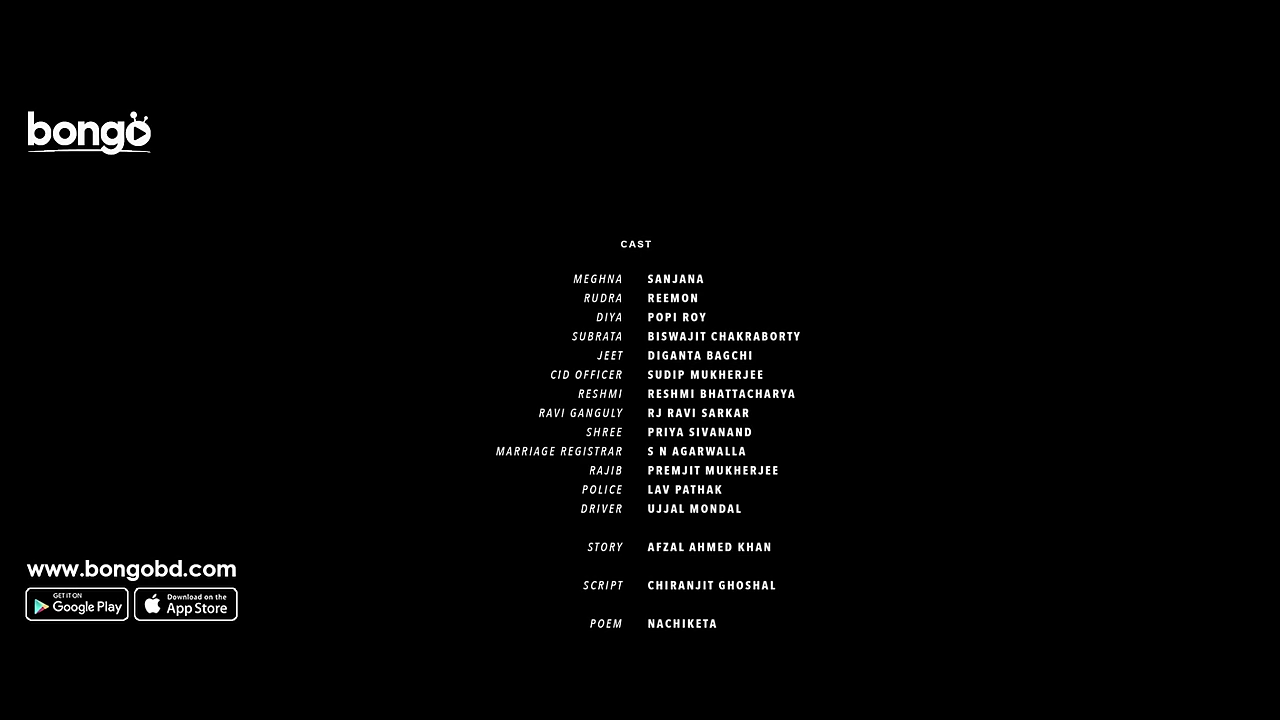 bongo
CAST
MEGHNA SANJANA
RUDRA REEMON
DIYA POPI ROY
SUBRATA BISWAJIT CHAKRABORTY
JEET DIGANTA BAGCHI
CID OFFICER SUDIP MUKHERJEE
RESHMI RESHMI BHATTACHARYA
RAVI GANGULY RJ RAVI SARKAR
SHREE PRIYA SIVANAND
MARRIAGE REGISTRAR S N AGARWALLA
RAJIB PREMJIT MUKHERJEE
POLICE LAV PATHAK
DRIVER UJJAL MONDAL
STORY AFZAL AHMED KHAN
SCRIPT CHIRANJIT GHOSHAL
POEM NACHIKETA
www.bongobd.com
GET IT ON Google Play
Download on the App Store